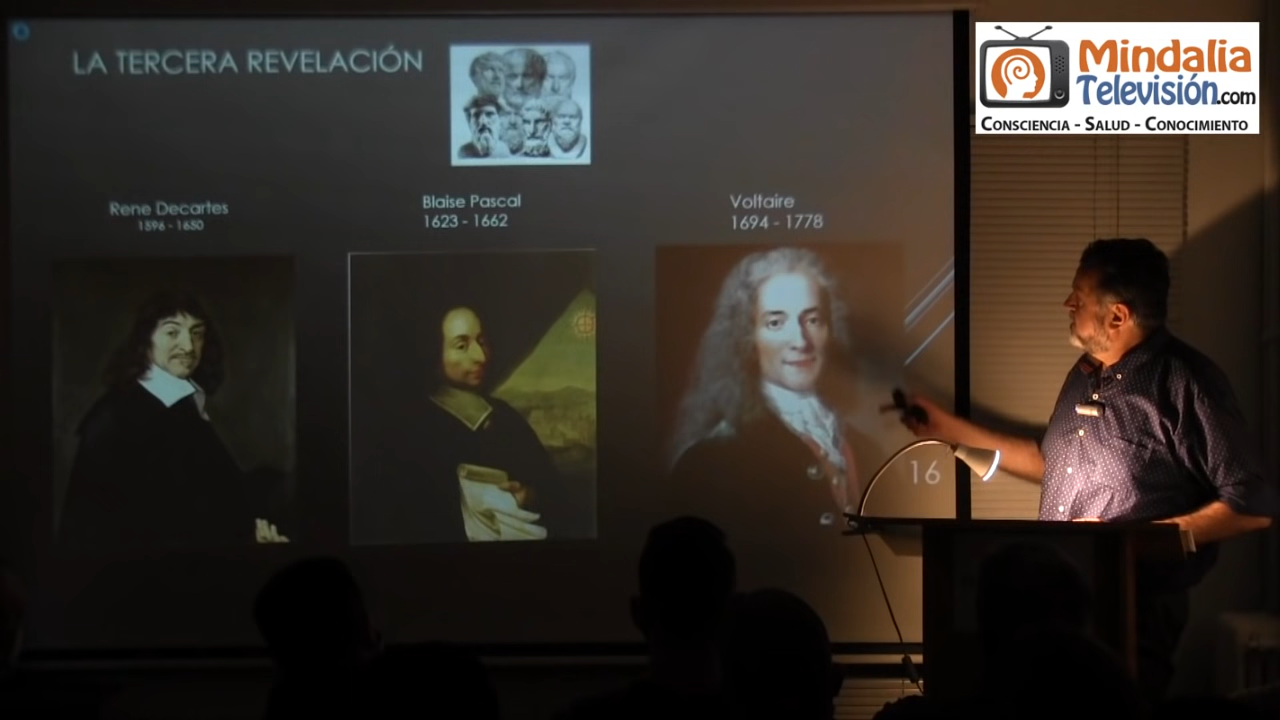 LA TERCERA REVELACIÓN
Rene Decartes
1596 - 1650
Blaise Pascal
1623 - 1662
Voltaire
1694 - 1778
16
Mindalia
Televisión.com
CONSCIENCIA - SALUD - CONOCIMIENTO